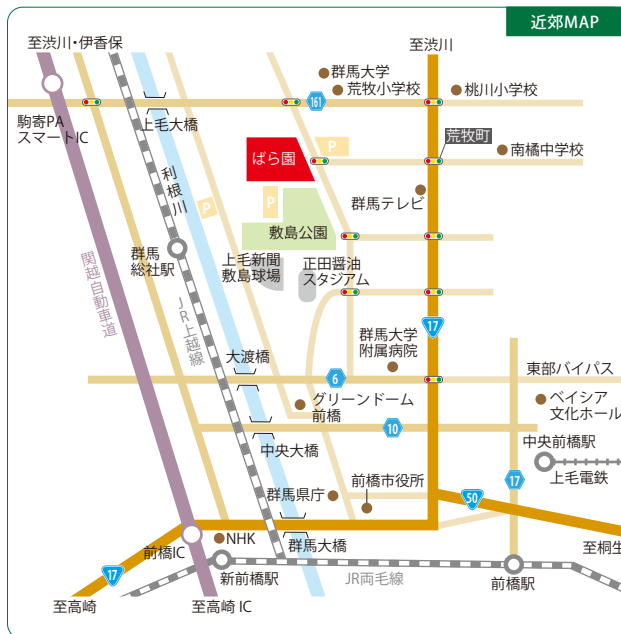 近郊MAP
至渋川・伊香保
至渋川
群馬大学
荒牧小学校
桃川小学校
161
駒寄PA
スマートIC
上毛大橋
荒牧町
南橘中学校
ばら園
P
利根川
P
P
群馬テレビ
敷島公園
群馬
総社駅
上毛新聞
敷島球場
正田醤油
スタジアム
関越自動車道
JR上越線
17
群馬大学
附属病院
大渡橋
6
東部バイパス
グリーンドーム
前橋
ベイシア
文化ホール
10
中央大橋
中央前橋駅
上毛電鉄
17
群馬県庁
前橋市役所
50
NHK
群馬大橋
前橋IC
至桐生
17
新前橋駅
JR両毛線
前橋駅
至高崎
至高崎 IC